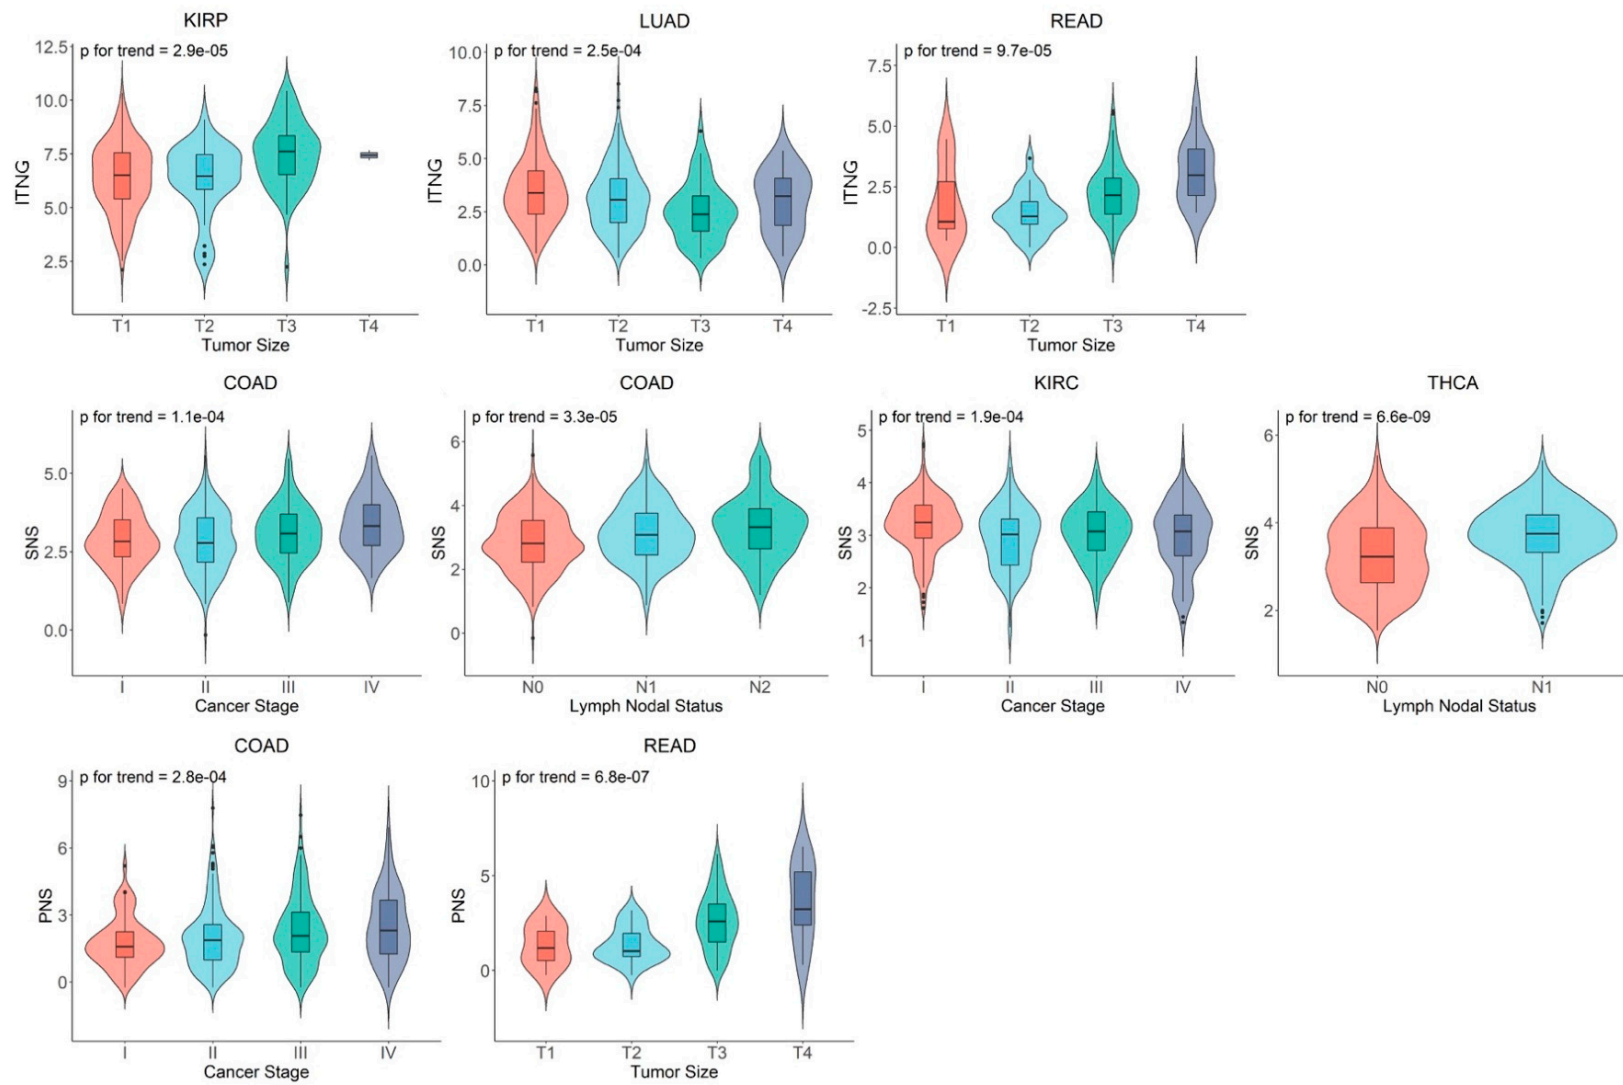 KIRP
LUAD
READ
p for trend = 2.9e-05
p for trend = 2.5e-04
p for trend = 9.7e-05
12.5
10.0
7.5
5.0
2.5
ITNG
T1 T2 T3 T4
Tumor Size
10.0
7.5
5.0
2.5
0.0
ITNG
T1 T2 T3 T4
Tumor Size
7.5
5.0
2.5
0.0
-2.5
ITNG
T1 T2 T3 T4
Tumor Size
COAD
COAD
KIRC
THCA
p for trend = 1.1e-04
p for trend = 3.3e-05
p for trend = 1.9e-04
p for trend = 6.6e-09
5.0
2.5
0.0
SNS
I II III IV
Cancer Stage
6
4
2
0
SNS
N0 N1 N2
Lymph Nodal Status
5
4
3
2
1
SNS
I II III IV
Cancer Stage
6
4
2
SNS
N0 N1
Lymph Nodal Status
COAD
READ
p for trend = 2.8e-04
p for trend = 6.8e-07
9
6
3
0
PNS
I II III IV
Cancer Stage
10
5
0
PNS
T1 T2 T3 T4
Tumor Size